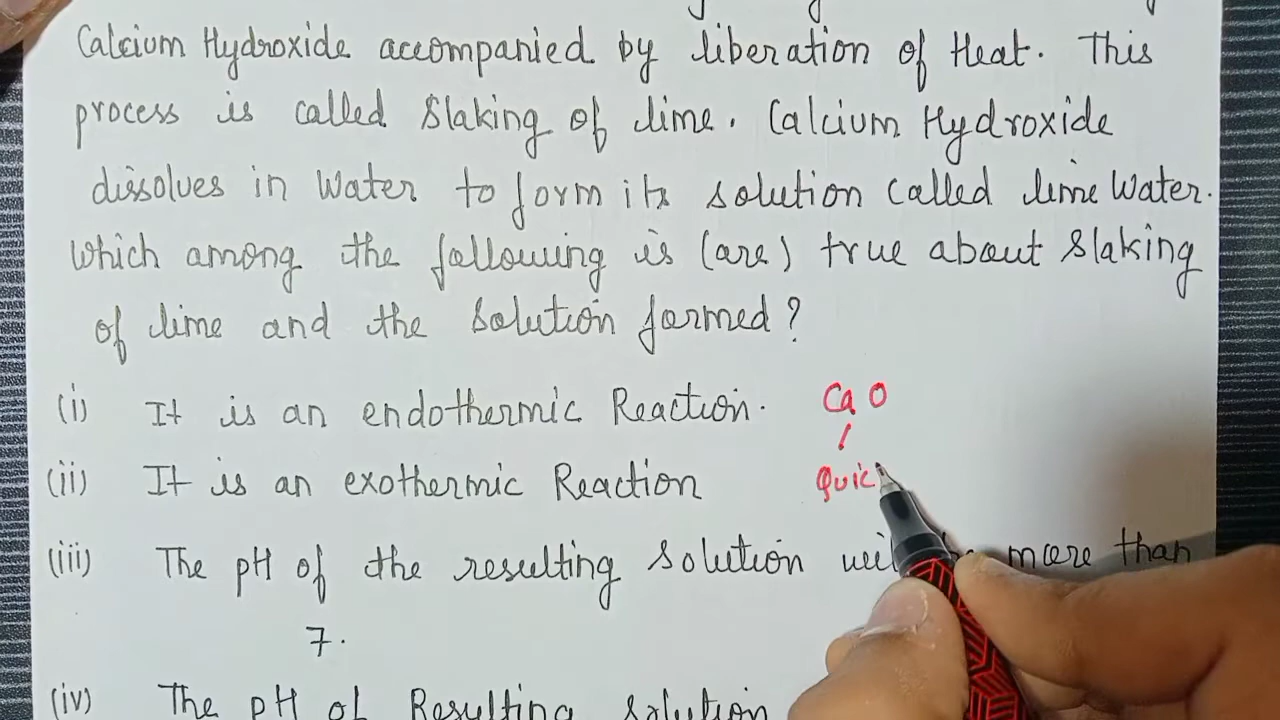 Calcium Hydroxide accompanied by liberation of Heat. This
process is called Slaking of lime. Calcium Hydroxide
dissolves in Water to form its solution called lime Water.
Which among the following is (are) true about Slaking
of lime and the Solution formed?
(i) It is an endothermic Reaction. CaO
(ii) It is an exothermic Reaction Quic
(iii) The pH of the resulting Solution more than
7.
(iv) The pH of Resulting Solution